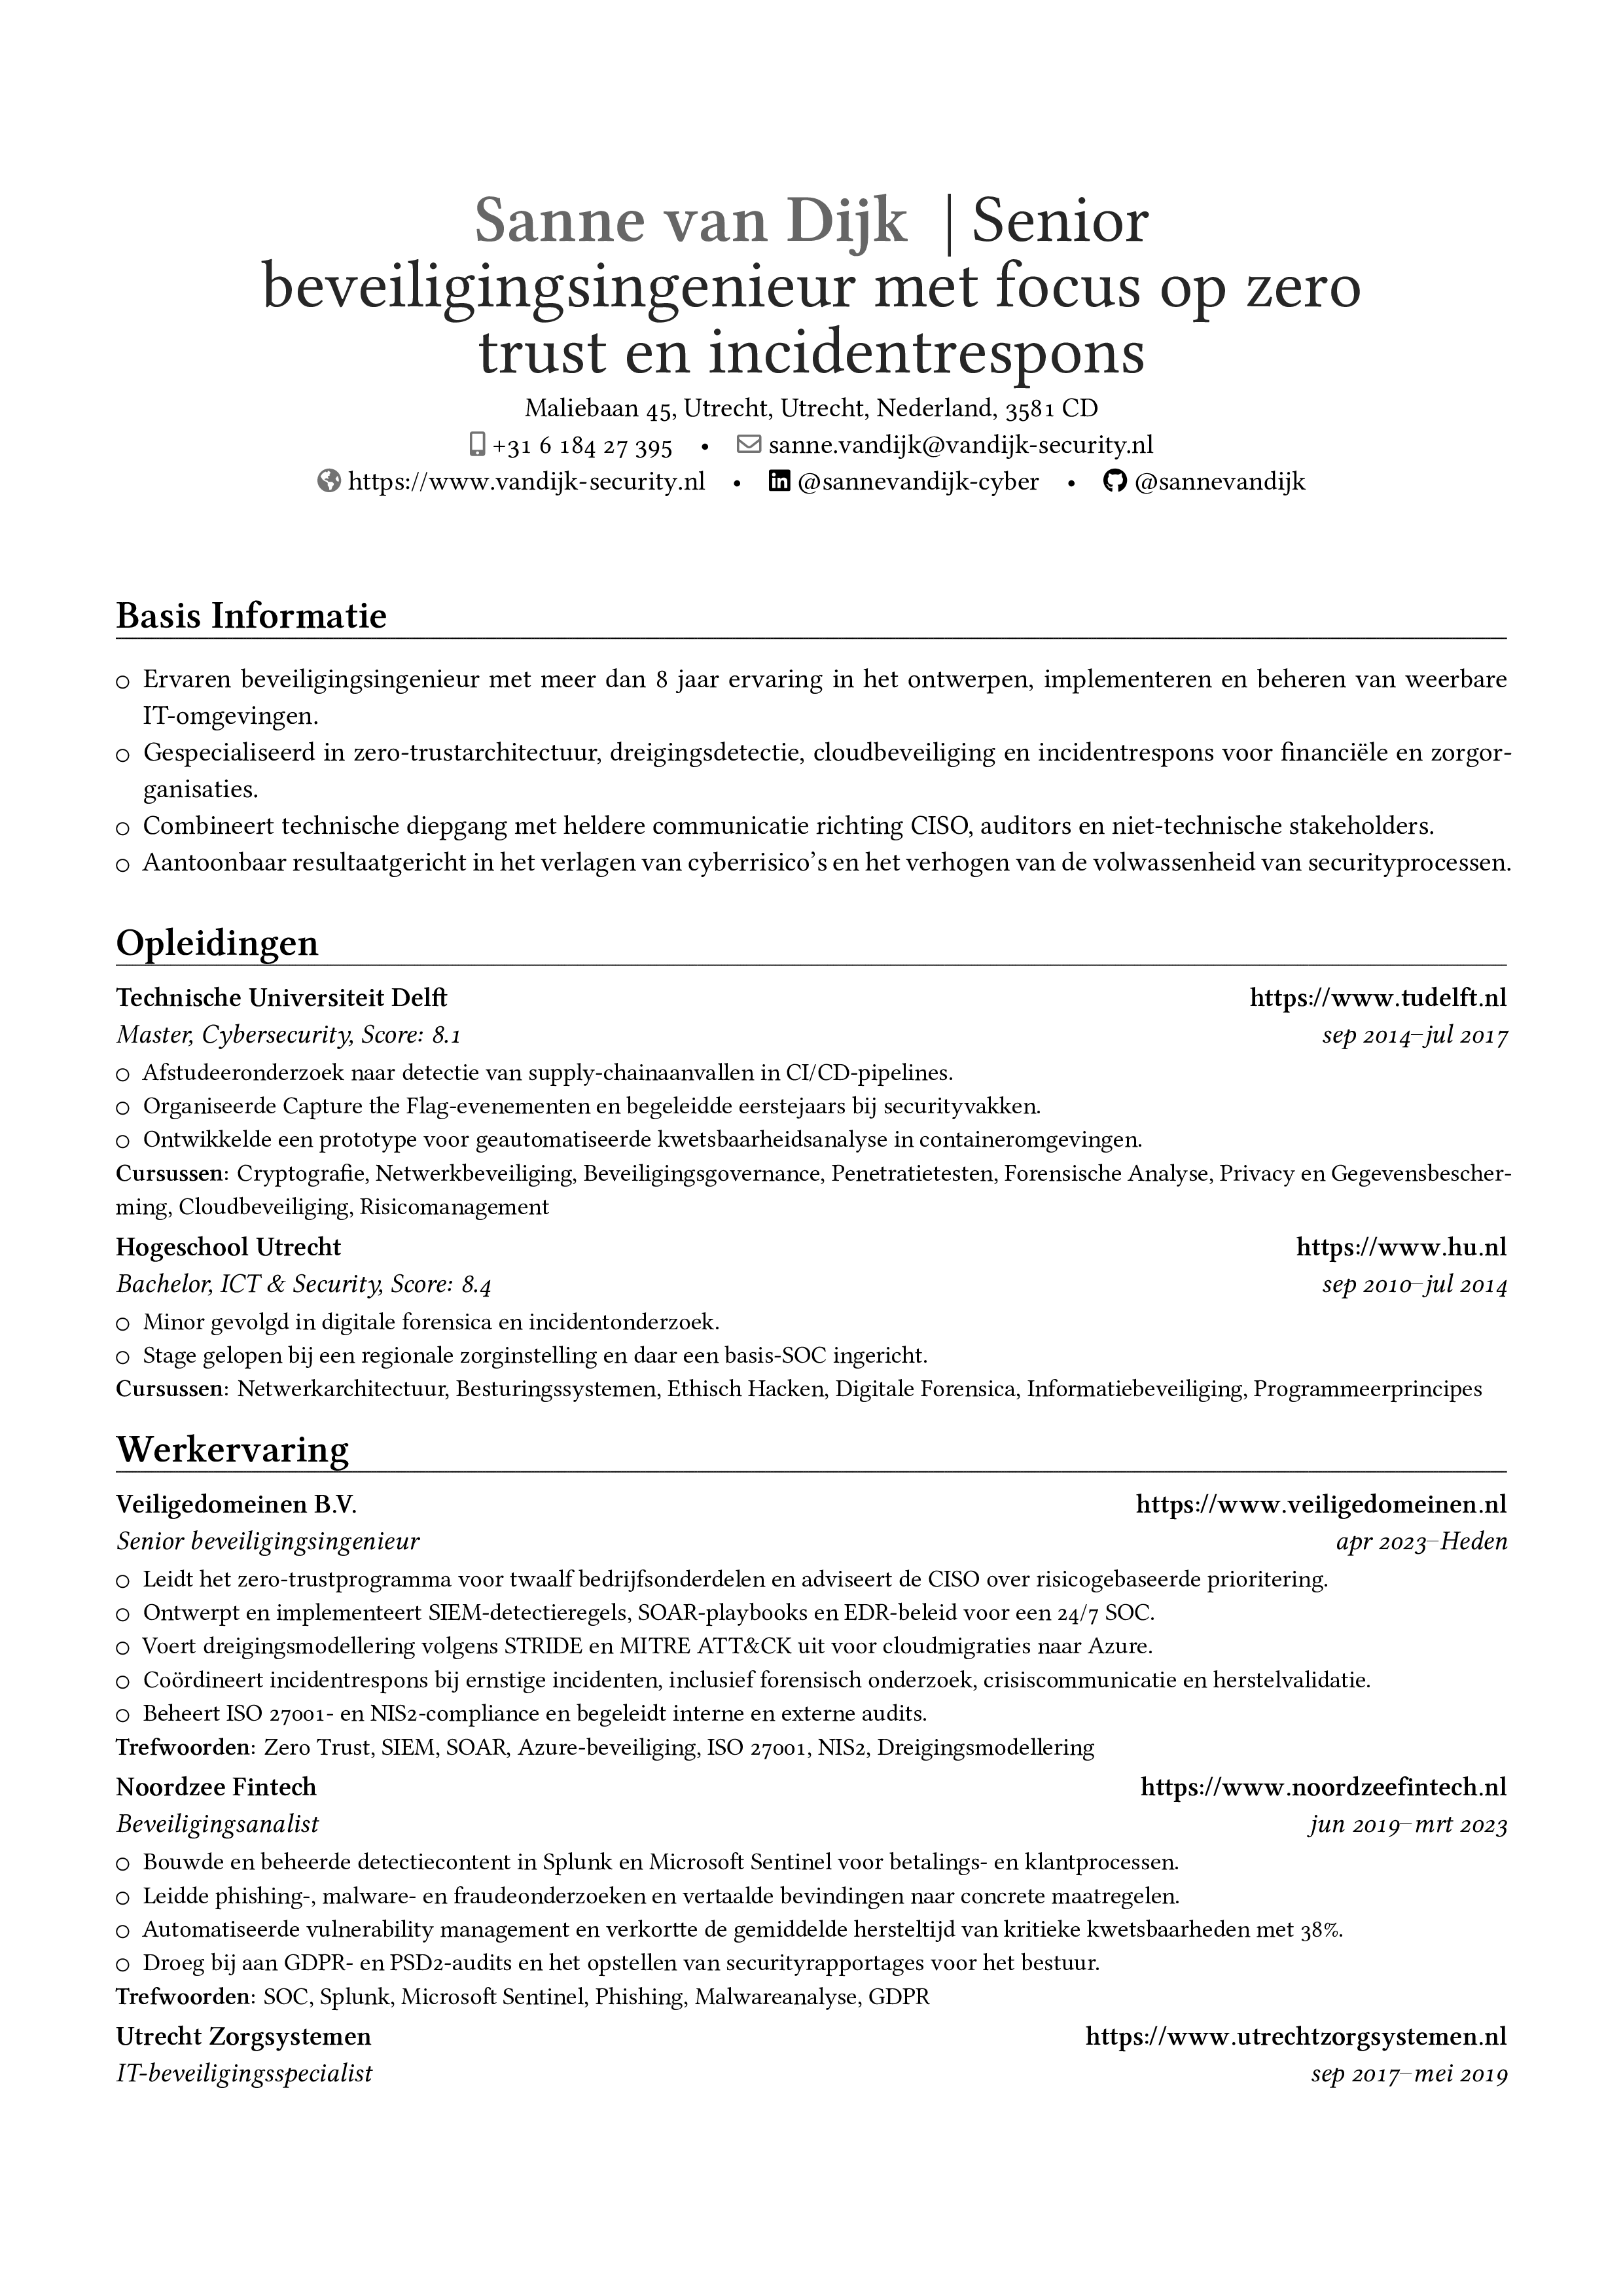 Sanne van Dijk | Senior
beveiligingsingenieur met focus op zero
trust en incidentrespons
Maliebaan 45, Utrecht, Utrecht, Nederland, 3581 CD
+31 6 184 27 395 • sanne.vandijk@vandijk-security.nl
https://www.vandijk-security.nl • @sannevandijk-cyber • @sannevandijk
Basis Informatie
○ Ervaren beveiligingsingenieur met meer dan 8 jaar ervaring in het ontwerpen, implementeren en beheren van weerbare
IT-omgevingen.
○ Gespecialiseerd in zero-trustarchitectuur, dreigingsdetectie, cloudbeveiliging en incidentrespons voor financiële en zorgor-
ganisaties.
○ Combineert technische diepgang met heldere communicatie richting CISO, auditors en niet-technische stakeholders.
○ Aantoonbaar resultaatgericht in het verlagen van cyberrisico's en het verhogen van de volwassenheid van securityprocessen.
Opleidingen
Technische Universiteit Delft https://www.tudelft.nl
Master, Cybersecurity, Score: 8.1 sep 2014–jul 2017
○ Afstudeeronderzoek naar detectie van supply-chainaanvallen in CI/CD-pipelines.
○ Organiseerde Capture the Flag-evenementen en begeleidde eerstejaars bij securityvakken.
○ Ontwikkelde een prototype voor geautomatiseerde kwetsbaarheidsanalyse in containeromgevingen.
Cursussen: Cryptografie, Netwerkbeveiliging, Beveiligingsgovernance, Penetratietesten, Forensische Analyse, Privacy en Gegevensbescher-
ming, Cloudbeveiliging, Risicomanagement
Hogeschool Utrecht https://www.hu.nl
Bachelor, ICT & Security, Score: 8.4 sep 2010–jul 2014
○ Minor gevolgd in digitale forensica en incidentonderzoek.
○ Stage gelopen bij een regionale zorginstelling en daar een basis-SOC ingericht.
Cursussen: Netwerkarchitectuur, Besturingssystemen, Ethisch Hacken, Digitale Forensica, Informatiebeveiliging, Programmeerprincipes
Werkervaring
Veiligedomeinen B.V. https://www.veiligedomeinen.nl
Senior beveiligingsingenieur apr 2023–Heden
○ Leidt het zero-trustprogramma voor twaalf bedrijfsonderdelen en adviseert de CISO over risicogebaseerde prioritering.
○ Ontwerpt en implementeert SIEM-detectieregels, SOAR-playbooks en EDR-beleid voor een 24/7 SOC.
○ Voert dreigingsmodellering volgens STRIDE en MITRE ATT&CK uit voor cloudmigraties naar Azure.
○ Coördineert incidentrespons bij ernstige incidenten, inclusief forensisch onderzoek, crisiscommunicatie en herstelvalidatie.
○ Beheert ISO 27001- en NIS2-compliance en begeleidt interne en externe audits.
Trefwoorden: Zero Trust, SIEM, SOAR, Azure-beveiliging, ISO 27001, NIS2, Dreigingsmodellering
Noordzee Fintech https://www.noordzeefintech.nl
Beveiligingsanalist jun 2019–mrt 2023
○ Bouwde en beheerde detectiecontent in Splunk en Microsoft Sentinel voor betalings- en klantprocessen.
○ Leidde phishing-, malware- en fraudeonderzoeken en vertaalde bevindingen naar concrete maatregelen.
○ Automatiseerde vulnerability management en verkortte de gemiddelde hersteltijd van kritieke kwetsbaarheden met 38%.
○ Droeg bij aan GDPR- en PSD2-audits en het opstellen van securityrapportages voor het bestuur.
Trefwoorden: SOC, Splunk, Microsoft Sentinel, Phishing, Malwareanalyse, GDPR
Utrecht Zorgsystemen https://www.utrechtzorgsystemen.nl
IT-beveiligingsspecialist sep 2017–mei 2019